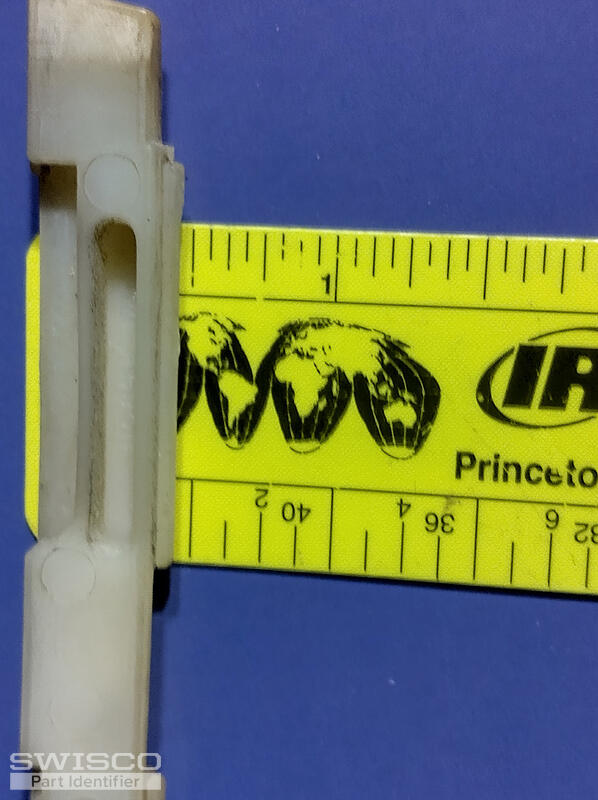 1
IR
Princeto
2 40 4 36 6 32
SWISCO
Part Identifier